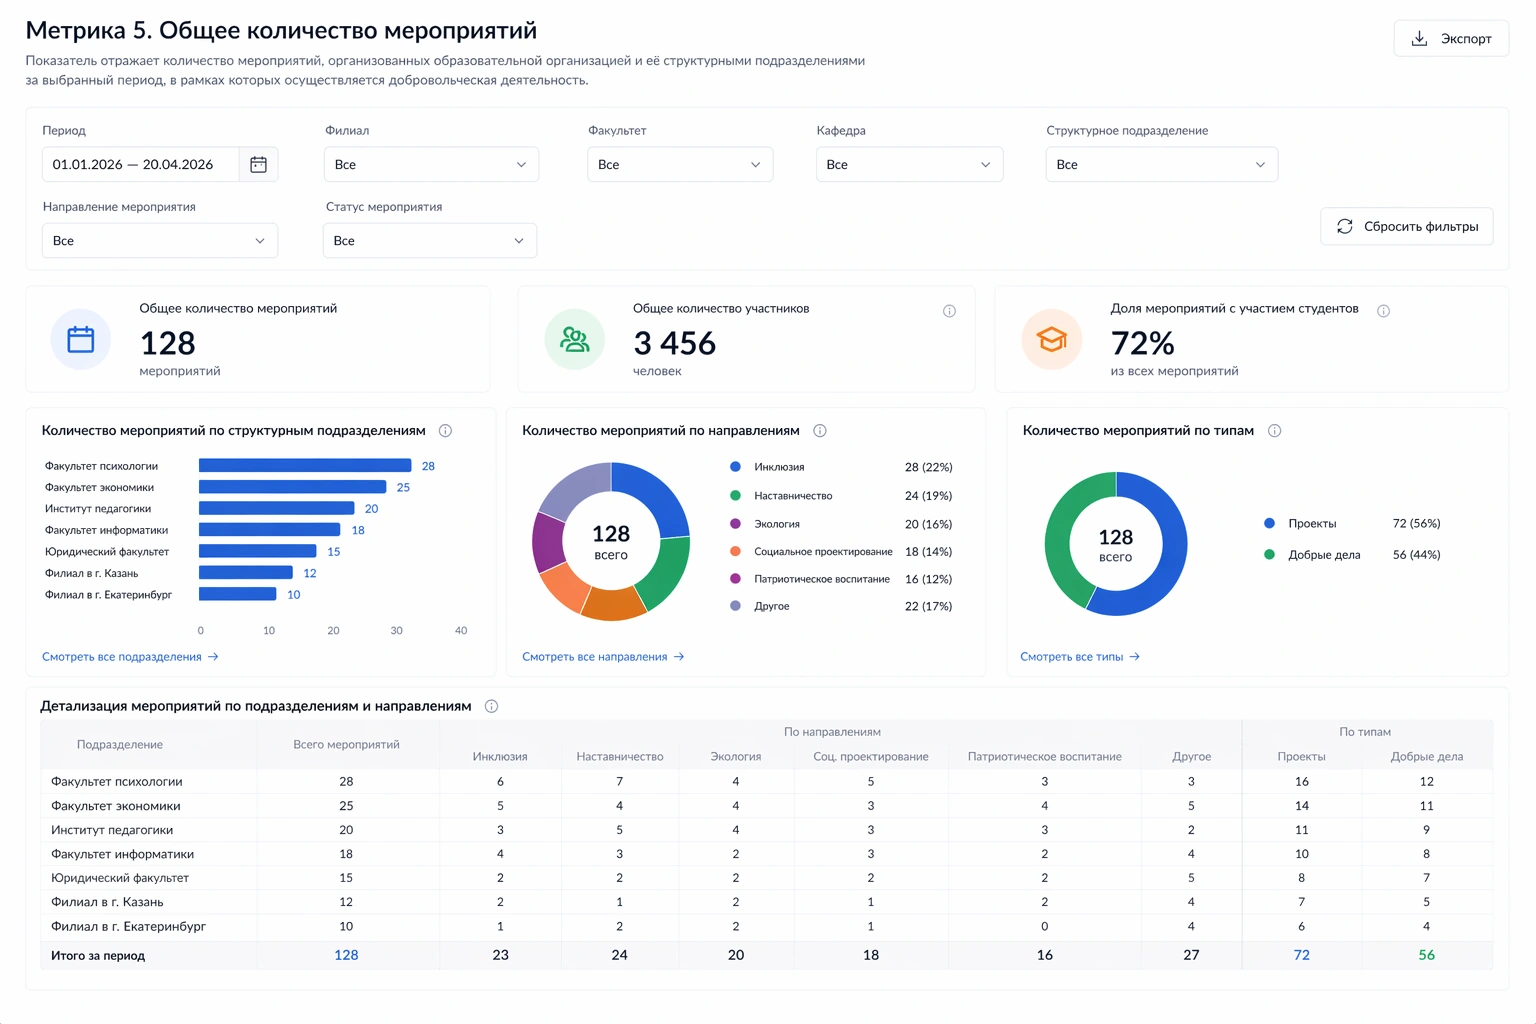 Метрика 5. Общее количество мероприятий
Экспорт
Показатель отражает количество мероприятий, организованных образовательной организацией и её структурными подразделениями
за выбранный период, в рамках которых осуществляется добровольческая деятельность.
Период Филиал Факультет Кафедра Структурное подразделение
01.01.2026 — 20.04.2026 Все Все Все Все
Направление мероприятия Статус мероприятия
Все Все
Сбросить фильтры
Общее количество мероприятий
128
мероприятий
Общее количество участников
3 456
человек
Доля мероприятий с участием студентов
72%
из всех мероприятий
Количество мероприятий по структурным подразделениям
Факультет психологии 28
Факультет экономики 25
Институт педагогики 20
Факультет информатики 18
Юридический факультет 15
Филиал в г. Казань 12
Филиал в г. Екатеринбург 10
0 10 20 30 40
Смотреть все подразделения →
Количество мероприятий по направлениям
128
всего
Инклюзия 28 (22%)
Наставничество 24 (19%)
Экология 20 (16%)
Социальное проектирование 18 (14%)
Патриотическое воспитание 16 (12%)
Другое 22 (17%)
Смотреть все направления →
Количество мероприятий по типам
128
всего
Проекты 72 (56%)
Добрые дела 56 (44%)
Смотреть все типы →
Детализация мероприятий по подразделениям и направлениям
Подразделение Всего мероприятий По направлениям По типам
Инклюзия Наставничество Экология Соц. проектирование Патриотическое воспитание Другое Проекты Добрые дела
Факультет психологии 28 6 7 4 5 3 3 16 12
Факультет экономики 25 5 4 4 3 4 5 14 11
Институт педагогики 20 3 5 4 3 3 2 11 9
Факультет информатики 18 4 3 2 3 2 4 10 8
Юридический факультет 15 2 2 2 2 2 5 8 7
Филиал в г. Казань 12 2 1 2 1 2 4 7 5
Филиал в г. Екатеринбург 10 1 2 2 1 0 4 6 4
Итого за период 128 23 24 20 18 16 27 72 56